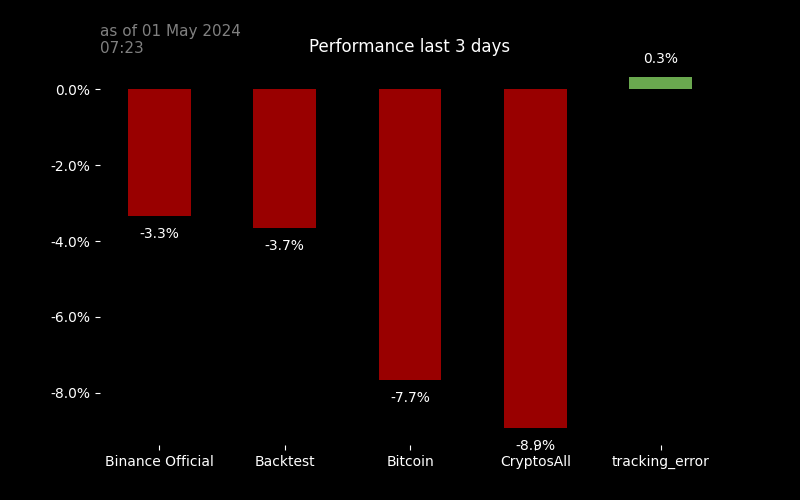 as of 01 May 2024
07:23
Performance last 3 days
0.3%
0.0%
-2.0%
-4.0%
-6.0%
-8.0%
-3.3%
-3.7%
-7.7%
-8.9%
Binance Official
Backtest
Bitcoin
CryptosAll
tracking_error